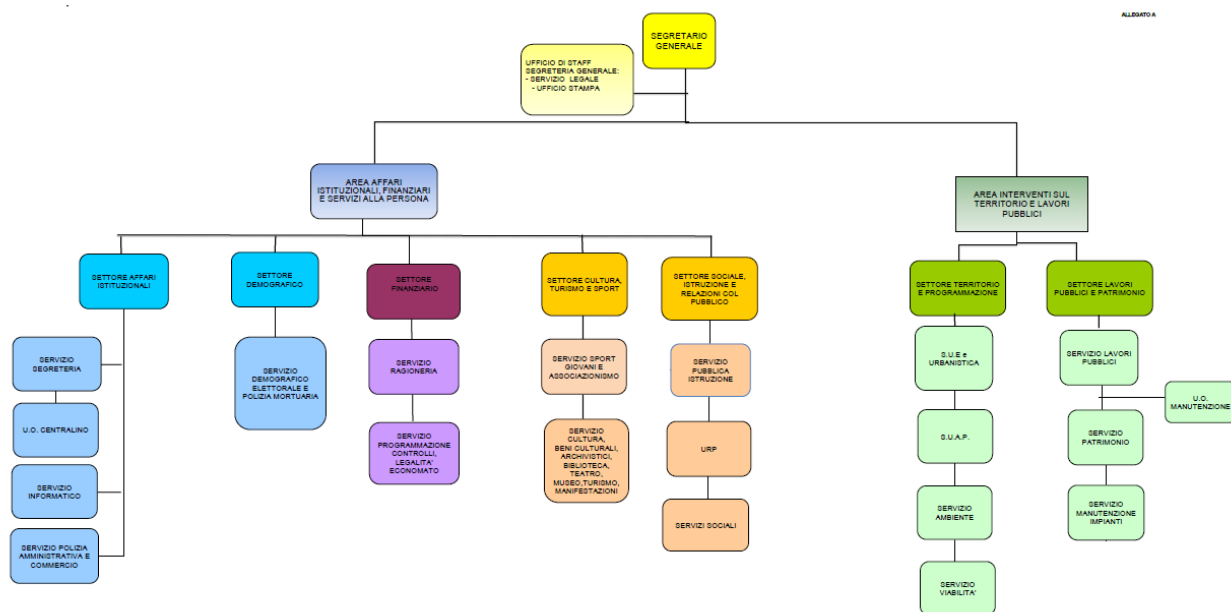 ALLEGATO A
SEGRETARIO
GENERALE
UFFICIO DI STAFF
SEGRETERIA GENERALE:
- SERVIZIO LEGALE
- UFFICIO STAMPA
AREA AFFARI
ISTITUZIONALI, FINANZIARI
E SERVIZI ALLA PERSONA
AREA INTERVENTI SUL
TERRITORIO E LAVORI
PUBBLICI
SETTORE AFFARI
ISTITUZIONALI
SETTORE
DEMOGRAFICO
SETTORE
FINANZIARIO
SETTORE CULTURA,
TURISMO E SPORT
SETTORE SOCIALE,
ISTRUZIONE E
RELAZIONI COL
PUBBLICO
SETTORE TERRITORIO
E PROGRAMMAZIONE
SETTORE LAVORI
PUBBLICI E PATRIMONIO
SERVIZIO
SEGRETERIA
U.O. CENTRALINO
SERVIZIO
INFORMATICO
SERVIZIO POLIZIA
AMMINISTRATIVA E
COMMERCIO
SERVIZIO
DEMOGRAFICO
ELETTORALE E
POLIZIA MORTUARIA
SERVIZIO
RAGIONERIA
SERVIZIO
PROGRAMMAZIONE
CONTROLLI,
LEGALITA'
ECONOMATO
SERVIZIO SPORT
GIOVANI E
ASSOCIAZIONISMO
SERVIZIO
CULTURA,
BENI CULTURALI,
ARCHIVISTICI,
BIBLIOTECA,
TEATRO,
MUSEO,TURISMO,
MANIFESTAZIONI
SERVIZIO
PUBBLICA
ISTRUZIONE
URP
SERVIZI SOCIALI
S.U.E e
URBANISTICA
S.U.A.P.
SERVIZIO
AMBIENTE
SERVIZIO
VIABILITA'
SERVIZIO LAVORI
PUBBLICI
U.O.
MANUTENZIONE
SERVIZIO
PATRIMONIO
SERVIZIO
MANUTENZIONE
IMPIANTI